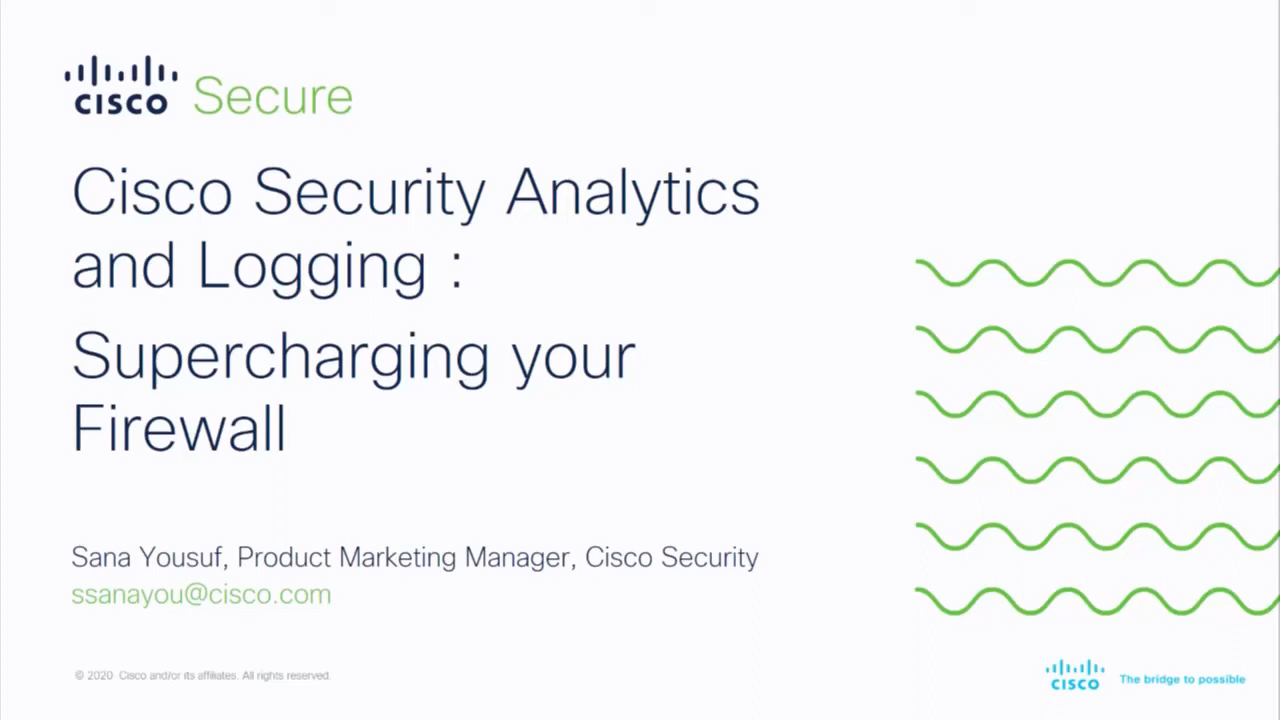 CISCO Secure
Cisco Security Analytics
and Logging :
Supercharging your
Firewall
Sana Yousuf, Product Marketing Manager, Cisco Security
ssanayou@cisco.com
© 2020 Cisco and/or its affiliates. All rights reserved.
CISCO The bridge to possible